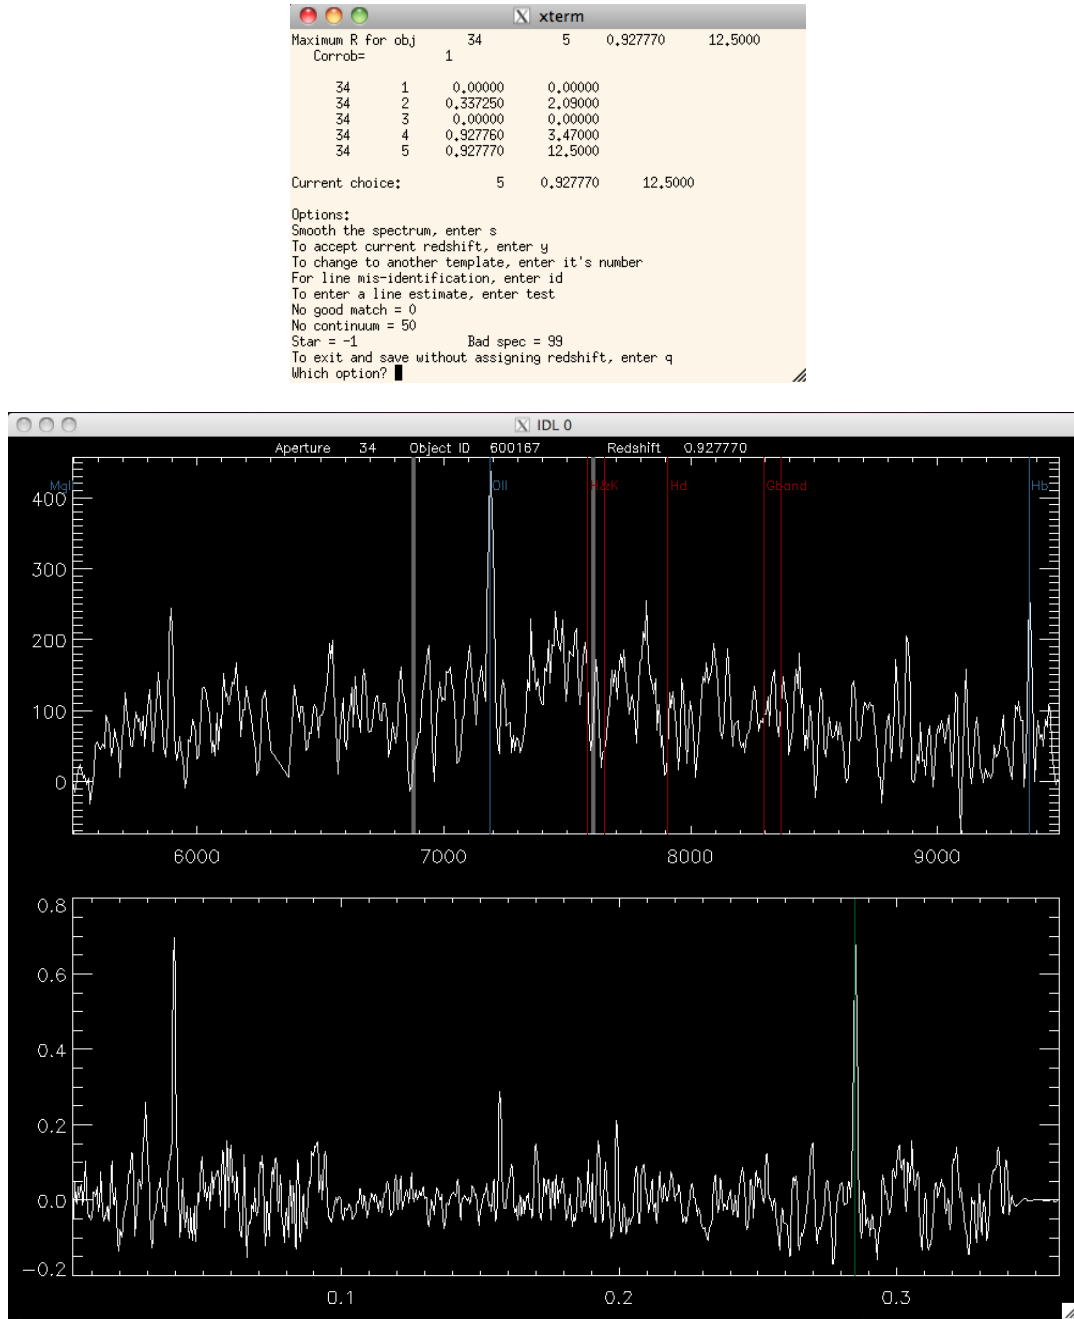 xterm
Maximum R for obj 34 5 0.927770 12.5000
Corrob= 1
34 1 0.00000 0.00000
34 2 0.337250 2.09000
34 3 0.00000 0.00000
34 4 0.927760 3.47000
34 5 0.927770 12.5000
Current choice: 5 0.927770 12.5000
Options:
Smooth the spectrum, enter s
To accept current redshift, enter y
To change to another template, enter it's number
For line mis-identification, enter id
To enter a line estimate, enter test
No good match = 0
No continuum = 50
Star = -1 Bad spec = 99
To exit and save without assigning redshift, enter q
Which option?
IDL 0
Aperture 34 Object ID 600167 Redshift 0.927770
MgI OII H&K Hd Gband Hb
400
300
200
100
0
6000 7000 8000 9000
0.8
0.6
0.4
0.2
0.0
-0.2
0.1 0.2 0.3